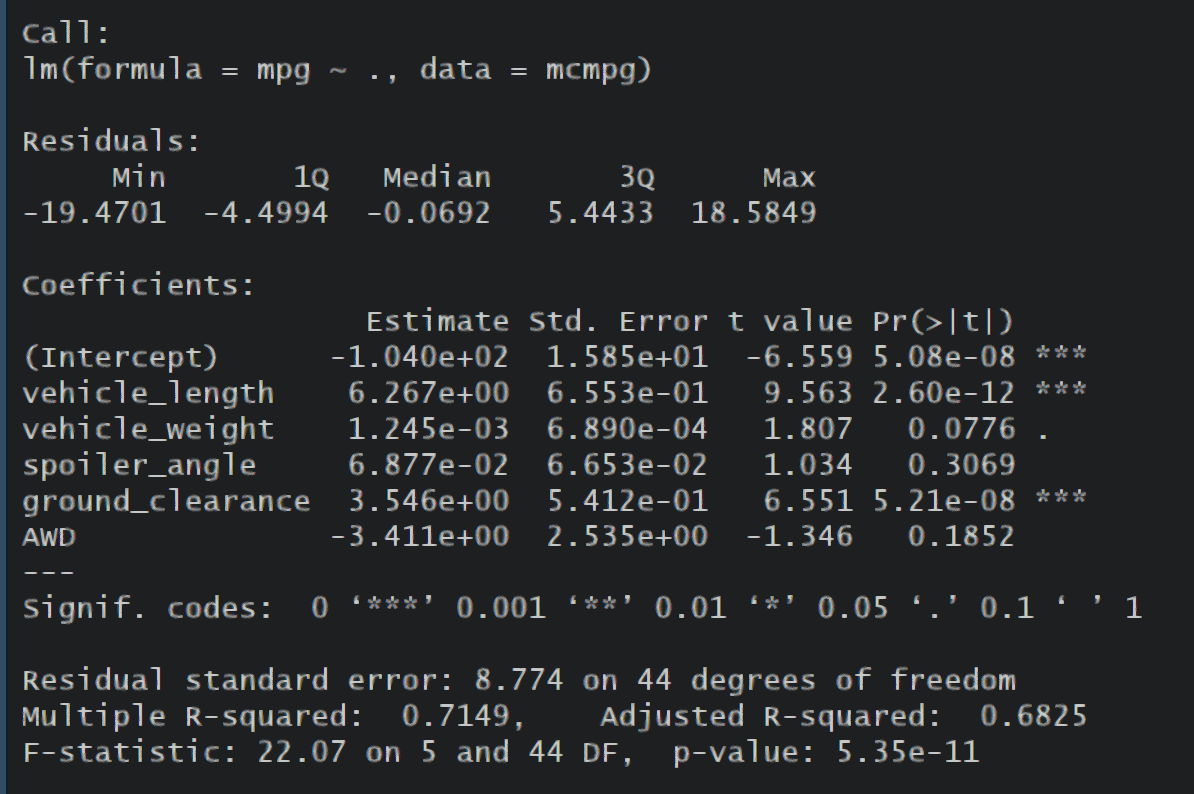 Call:
lm(formula = mpg ~ ., data = mcmpg)
Residuals:
     Min       1Q   Median       3Q      Max
-19.4701  -4.4994  -0.0692   5.4433  18.5849
Coefficients:
                   Estimate Std. Error t value Pr(>|t|)
(Intercept)      -1.040e+02  1.585e+01  -6.559 5.08e-08 ***
vehicle_length    6.267e+00  6.553e-01   9.563 2.60e-12 ***
vehicle_weight    1.245e-03  6.890e-04   1.807   0.0776 .
spoiler_angle     6.877e-02  6.653e-02   1.034   0.3069
ground_clearance  3.546e+00  5.412e-01   6.551 5.21e-08 ***
AWD              -3.411e+00  2.535e+00  -1.346   0.1852
---
Signif. codes:  0 ‘***’ 0.001 ‘**’ 0.01 ‘*’ 0.05 ‘.’ 0.1 ‘ ’ 1
Residual standard error: 8.774 on 44 degrees of freedom
Multiple R-squared:  0.7149,    Adjusted R-squared:  0.6825
F-statistic: 22.07 on 5 and 44 DF,  p-value: 5.35e-11